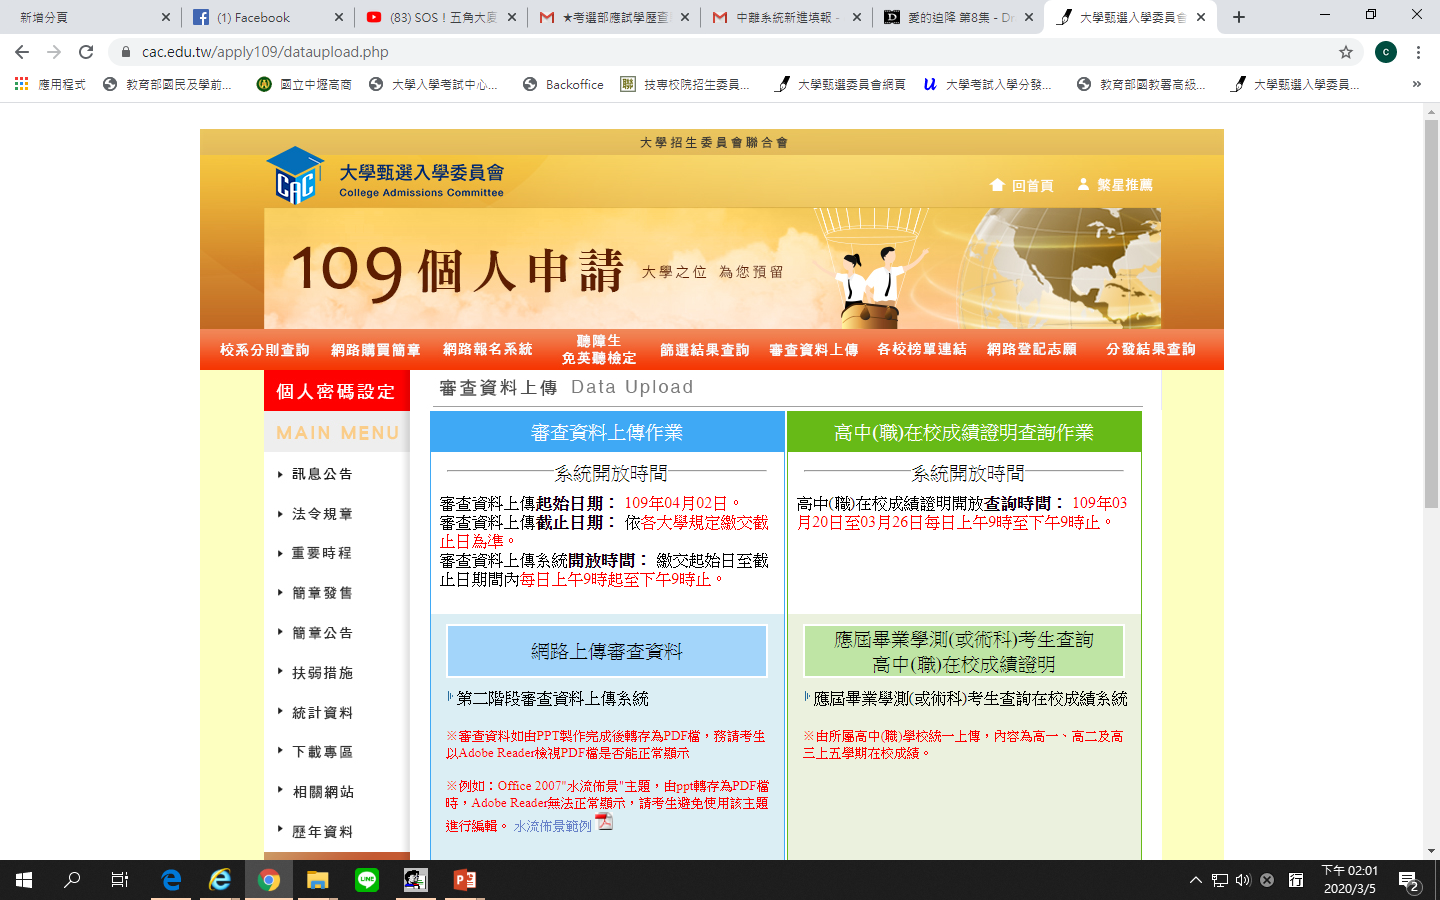 新增分頁
(1) Facebook
(83) SOS！五角大廈
★考選部應試學歷查
中離系統新進填報 -
愛的迫降 第8集 - Dr
大學甄選入學委員會
cac.edu.tw/apply109/dataupload.php
c
應用程式
教育部國民及學前...
國立中壢高商
大學入學考試中心...
Backoffice
技專校院招生委員...
大學甄選委員會網頁
大學考試入學分發...
教育部國教署高級...
大學甄選入學委員...
»
大學招生委員會聯合會
CAC
大學甄選入學委員會
College Admissions Committee
回首頁
繁星推薦
109 個人申請
大學之位 為您預留
校系分則查詢
網路購買簡章
網路報名系統
聽障生
免英聽檢定
篩選結果查詢
審查資料上傳
各校榜單連結
網路登記志願
分發結果查詢
個人密碼設定
MAIN MENU
訊息公告
法令規章
重要時程
簡章發售
簡章公告
扶弱措施
統計資料
下載專區
相關網站
歷年資料
審查資料上傳 Data Upload
審查資料上傳作業
系統開放時間
審查資料上傳起始日期： 109年04月02日。
審查資料上傳截止日期： 依各大學規定繳交截
止日為準。
審查資料上傳系統開放時間： 繳交起始日至截
止日期間內每日上午9時起至下午9時止。
網路上傳審查資料
第二階段審查資料上傳系統
※審查資料如由PPT製作完成後轉存為PDF檔，務請考生
以Adobe Reader檢視PDF檔是否能正常顯示
※例如：Office 2007"水流佈景"主題，由ppt轉存為PDF檔
時，Adobe Reader無法正常顯示，請考生避免使用該主題
進行編輯。 水流佈景範例
高中(職)在校成績證明查詢作業
系統開放時間
高中(職)在校成績證明開放查詢時間： 109年03
月20日至03月26日每日上午9時至下午9時止。
應屆畢業學測(或術科)考生查詢
高中(職)在校成績證明
應屆畢業學測(或術科)考生查詢在校成績系統
※由所屬高中(職)學校統一上傳，內容為高一、高二及高
三上五學期在校成績。
行
下午 02:01
2020/3/5
2